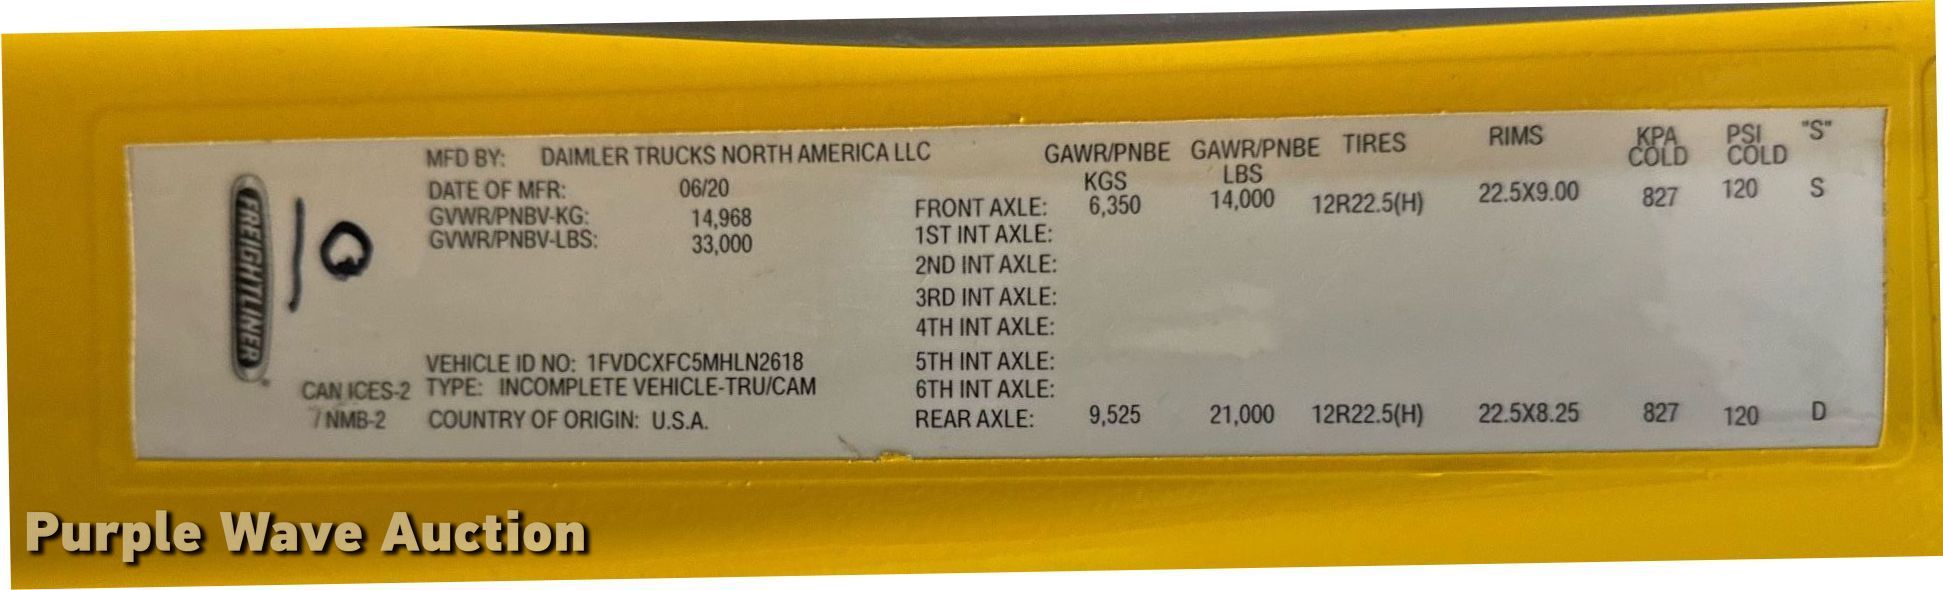 FREIGHTLINER
MFD BY: DAIMLER TRUCKS NORTH AMERICA LLC
DATE OF MFR: 06/20
GVWR/PNBV-KG: 14,968
GVWR/PNBV-LBS: 33,000
VEHICLE ID NO: 1FVDCXFC5MHLN2618
CAN ICES-2 TYPE: INCOMPLETE VEHICLE-TRU/CAM
/NMB-2 COUNTRY OF ORIGIN: U.S.A.
GAWR/PNBE KGS GAWR/PNBE LBS TIRES RIMS KPA COLD PSI COLD "S"
FRONT AXLE: 6,350 14,000 12R22.5(H) 22.5X9.00 827 120 S
1ST INT AXLE:
2ND INT AXLE:
3RD INT AXLE:
4TH INT AXLE:
5TH INT AXLE:
6TH INT AXLE:
REAR AXLE: 9,525 21,000 12R22.5(H) 22.5X8.25 827 120 D
Purple Wave Auction